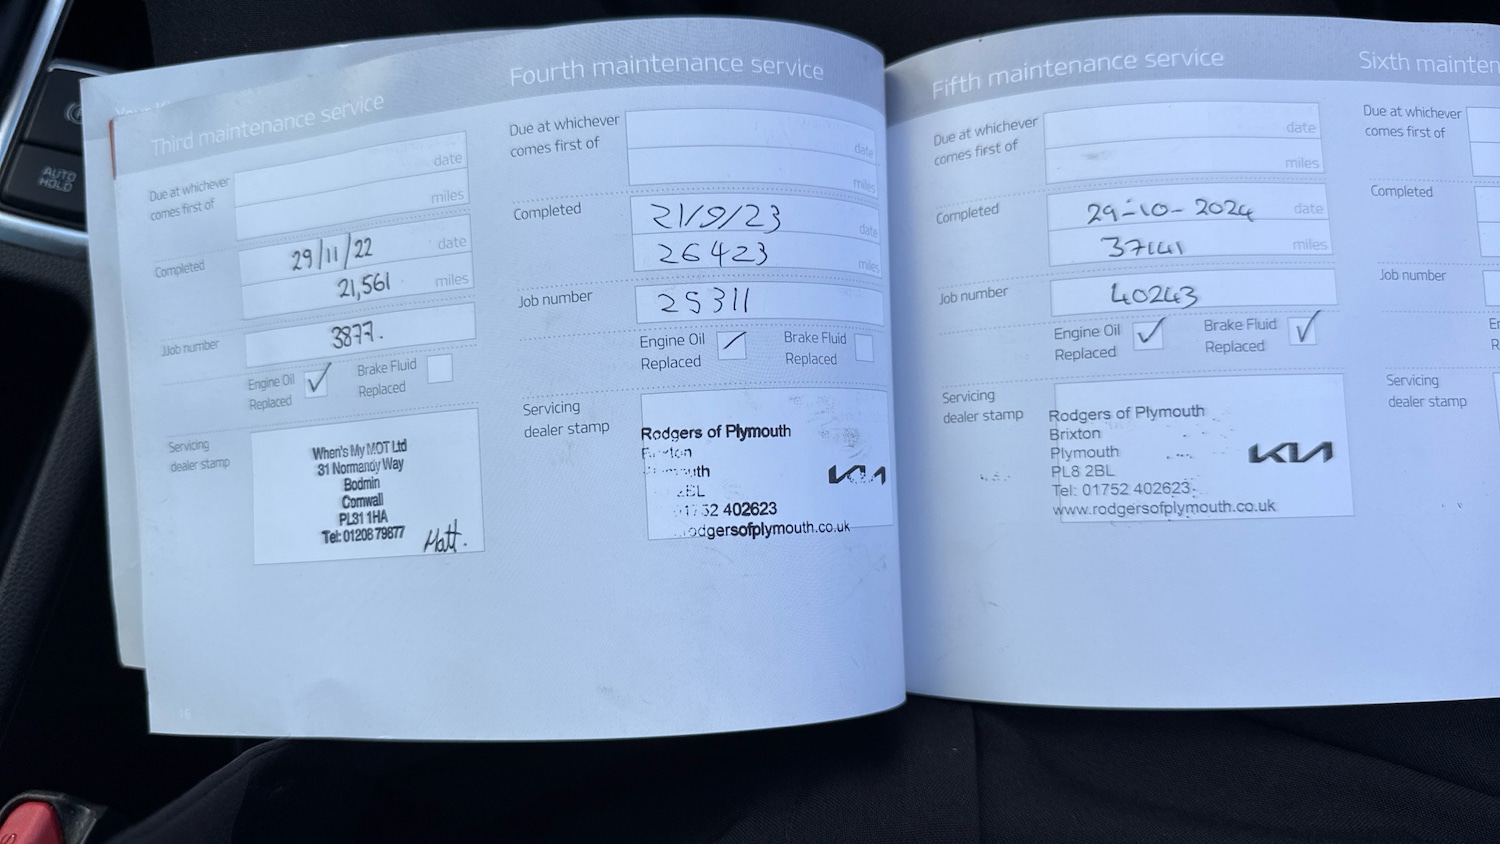 AUTO
HOLD
Third maintenance service
Due at whichever
comes first of
date
miles
Completed
29/11/22 date
21,561 miles
Job number
3877.
Engine Oil
Replaced
Brake Fluid
Replaced
Servicing
dealer stamp
When's My MOT Ltd
31 Normandy Way
Bodmin
Cornwall
PL31 1HA
Tel: 01208 79877
Matt.
16
Fourth maintenance service
Due at whichever
comes first of
date
miles
Completed
21/9/23 date
26423 miles
Job number
25311
Engine Oil
Replaced
Brake Fluid
Replaced
Servicing
dealer stamp
Rodgers of Plymouth
KIA
402623
Fifth maintenance service
Due at whichever
comes first of
date
miles
Completed
29-10-2024 date
miles
Job number
40243
Engine Oil
Replaced
Brake Fluid
Replaced
Servicing
dealer stamp
Rodgers of Plymouth
Brixton
Plymouth
PL8 2BL
Tel: 01752 402623
www.rodgersofplymouth.co.uk
KIA
Sixth mainten
Due at whichever
comes first of
Completed
Job number
Servicing
dealer stamp